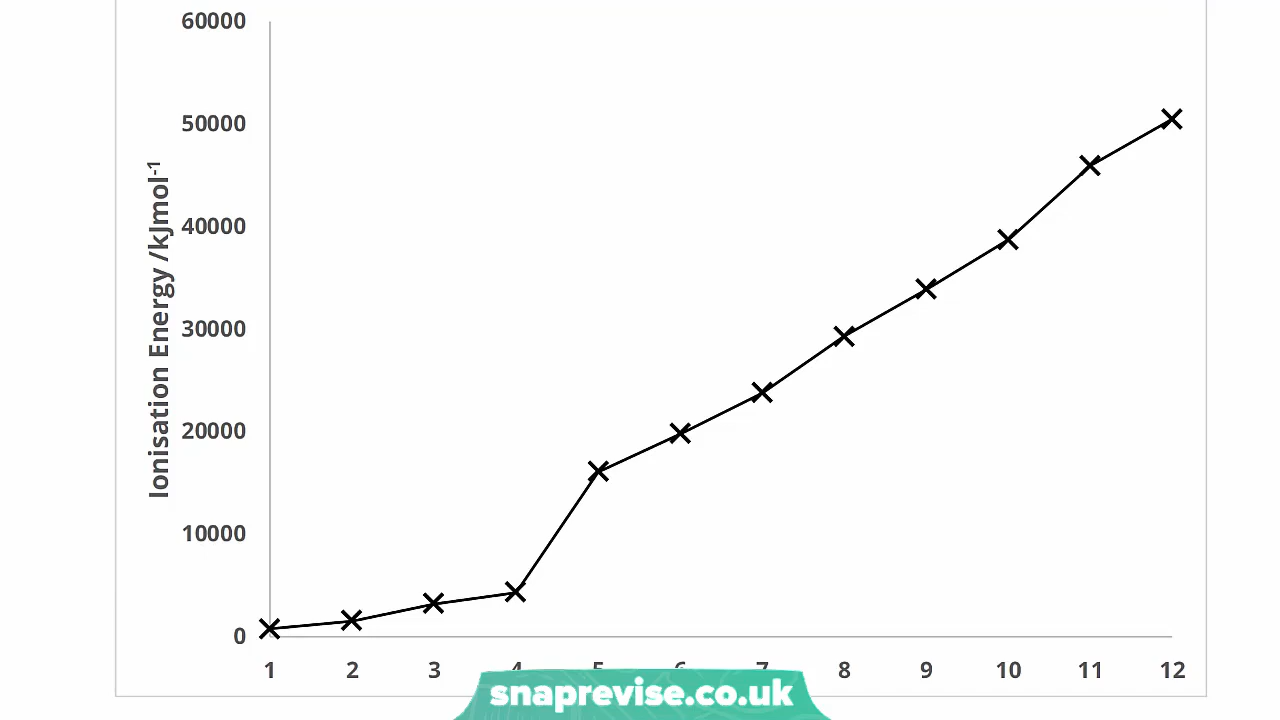 60000
50000
40000
30000
20000
10000
0
Ionisation Energy /kJmol⁻¹
1 2 3 4 5 6 7 8 9 10 11 12
snaprevise.co.uk